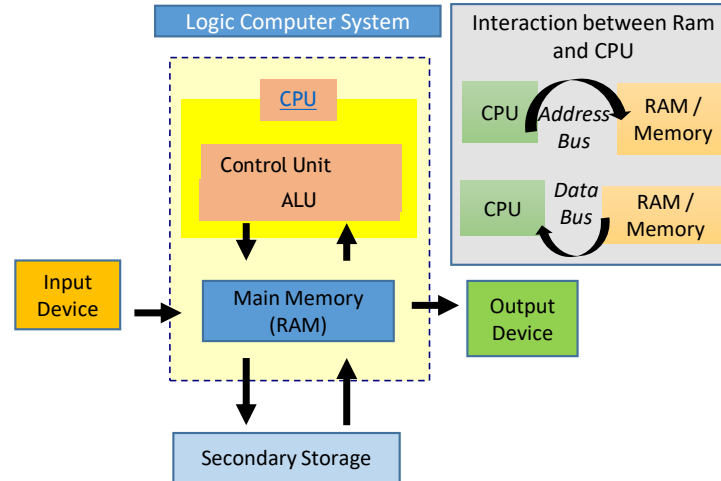 Logic Computer System
CPU
Control Unit
ALU
Input
Device
Main Memory
(RAM)
Output
Device
Secondary Storage
Interaction between Ram
and CPU
CPU
Address
Bus
RAM /
Memory
CPU
Data
Bus
RAM /
Memory